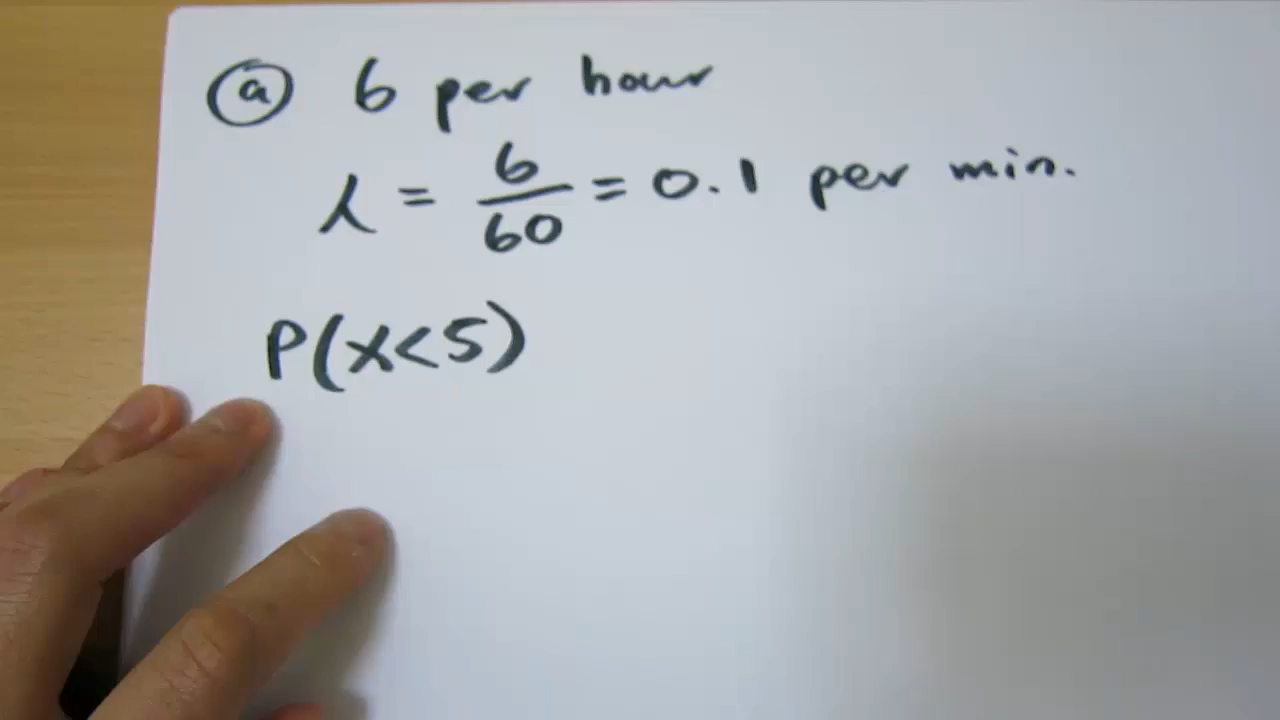 ⓐ 6 per hour
λ = 6/60 = 0.1 per min.
P(X<5)